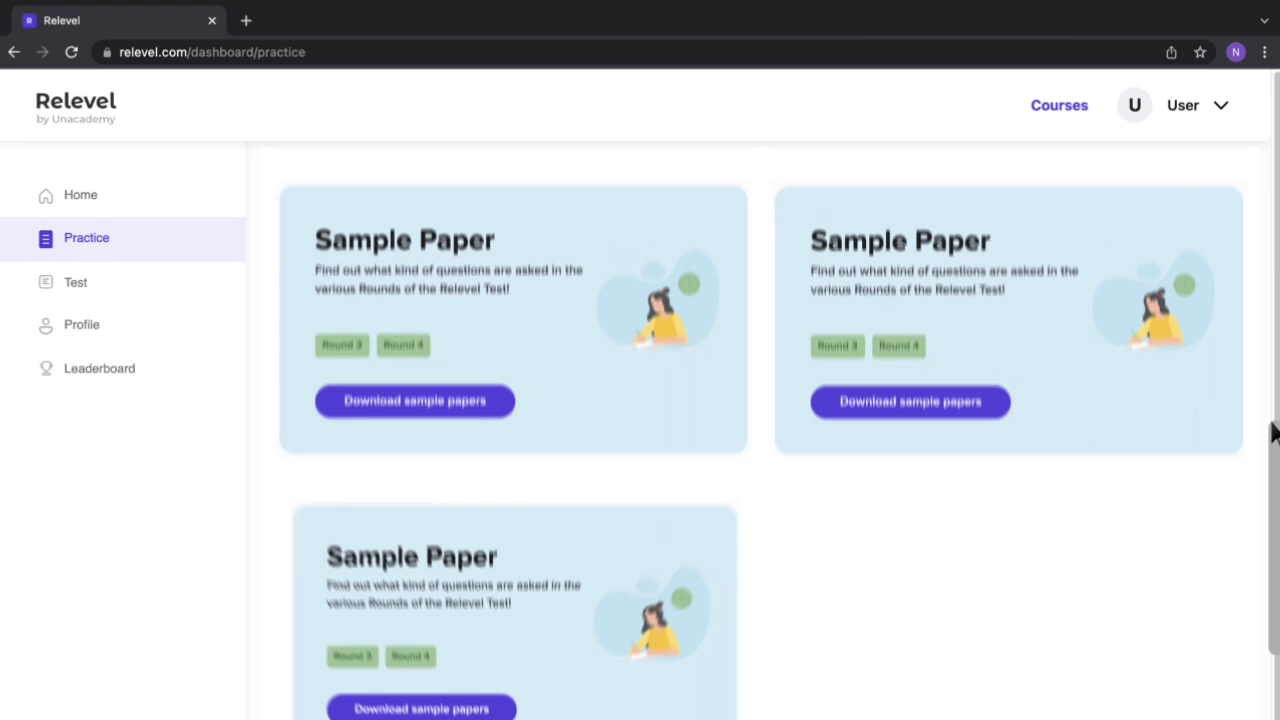 R Relevel
relevel.com/dashboard/practice
N
Relevel
by Unacademy
Courses
U
User
Home
Practice
Test
Profile
Leaderboard
Sample Paper
Find out what kind of questions are asked in the
various Rounds of the Relevel Test!
Round 3 Round 4
Download sample papers
Sample Paper
Find out what kind of questions are asked in the
various Rounds of the Relevel Test!
Round 3 Round 4
Download sample papers
Sample Paper
Find out what kind of questions are asked in the
various Rounds of the Relevel Test!
Round 3 Round 4
Download sample papers